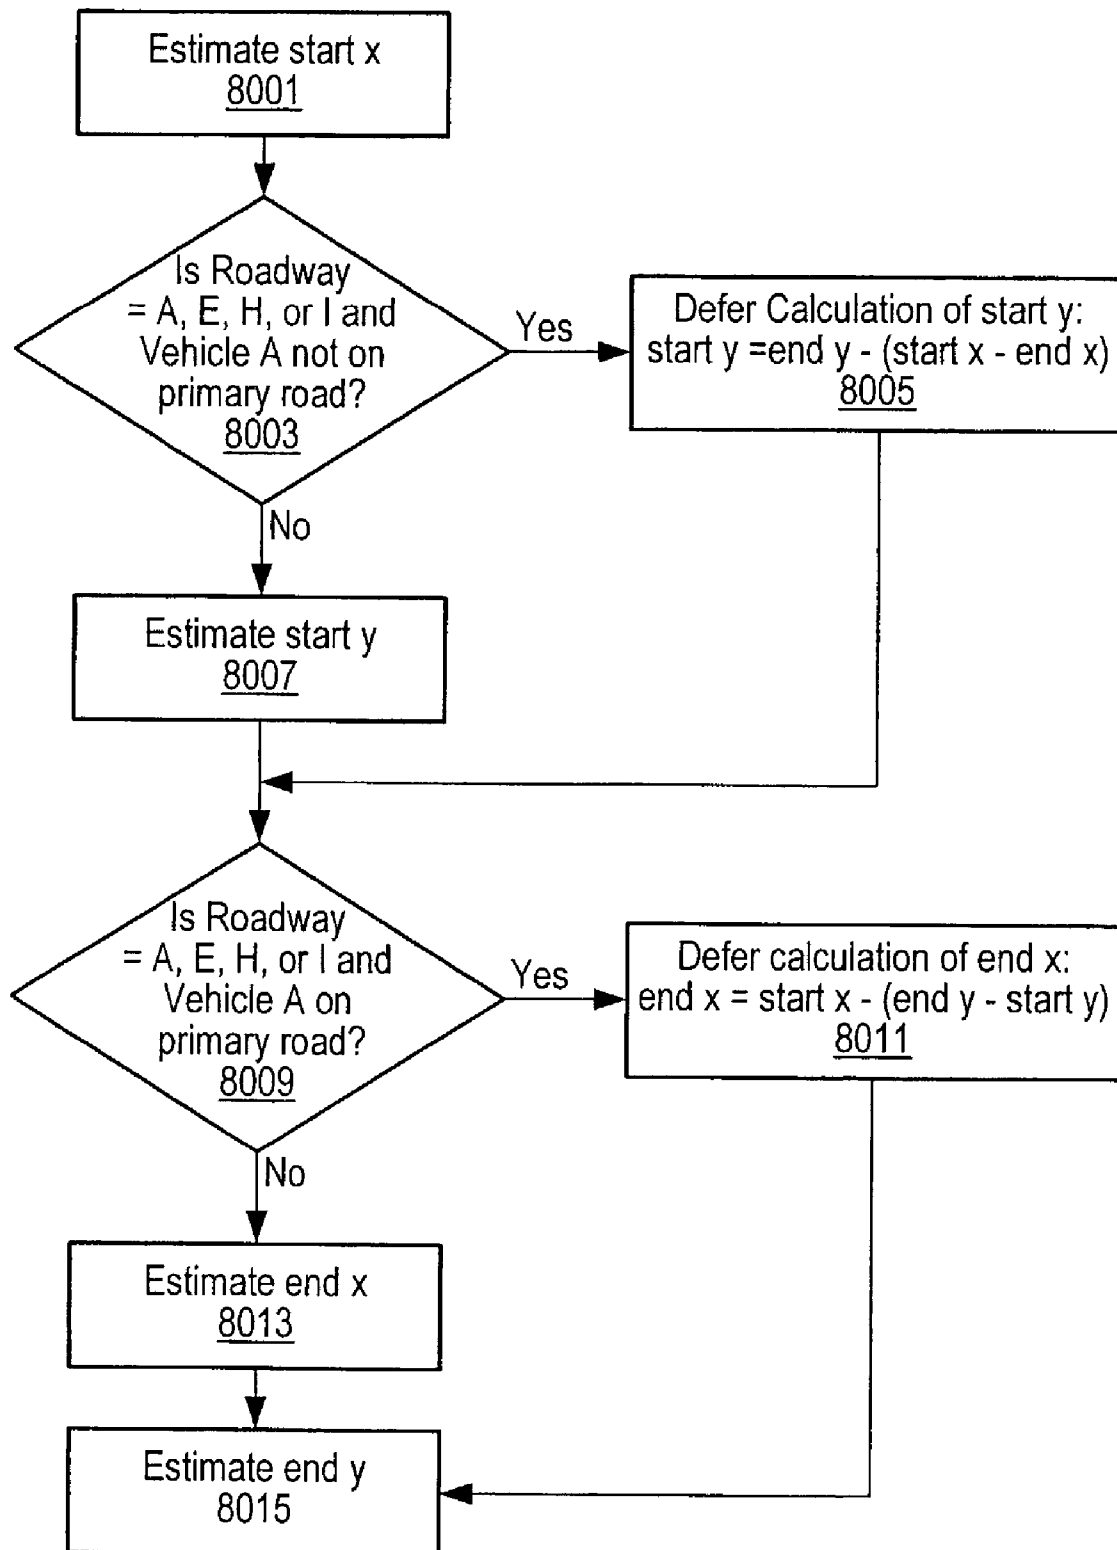 Estimate start x
8001
Is Roadway
= A, E, H, or I and
Vehicle A not on
primary road?
8003
Yes
Defer Calculation of start y:
start y =end y - (start x - end x)
8005
No
Estimate start y
8007
Is Roadway
= A, E, H, or I and
Vehicle A on
primary road?
8009
Yes
Defer calculation of end x:
end x = start x - (end y - start y)
8011
No
Estimate end x
8013
Estimate end y
8015